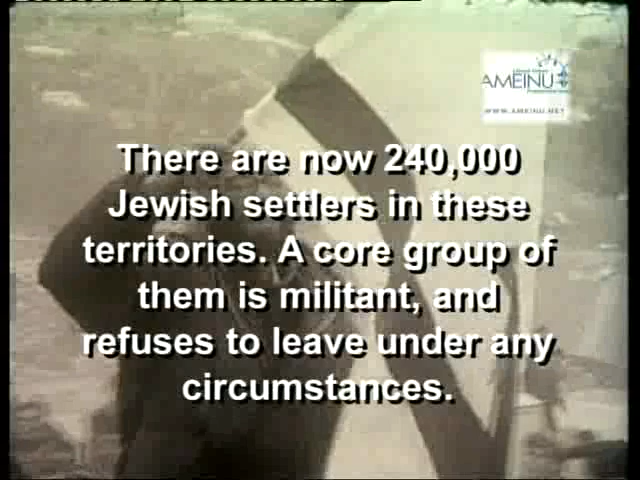 AMEINU
WWW.AMEINU.NET
There are now 240,000
Jewish settlers in these
territories. A core group of
them is militant, and
refuses to leave under any
circumstances.